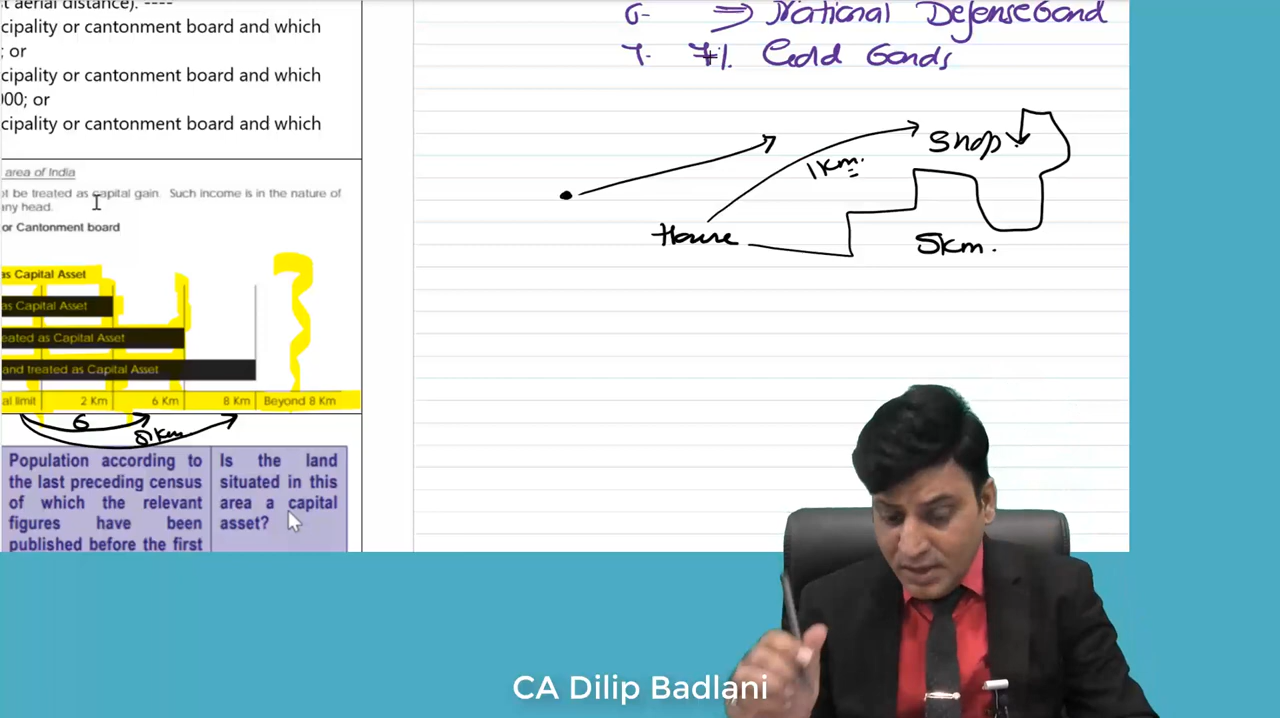 st aerial distance). ----
cipality or cantonment board and which
; or
cipality or cantonment board and which
000; or
cipality or cantonment board and which
area of India
ot be treated as capital gain. Such income is in the nature of
any head.
or Cantonment board
as Capital Asset
as Capital Asset
eated as Capital Asset
and treated as Capital Asset
al limit 2 Km 6 Km 8 Km Beyond 8 Km
6
8km
Population according to
the last preceding census
of which the relevant
figures have been
published before the first
Is the land
situated in this
area a capital
asset?
6- ⇒ National Defense Bond
7- 7%. Gold Bonds
Shop
1km.
House
5km.
CA Dilip Badlani